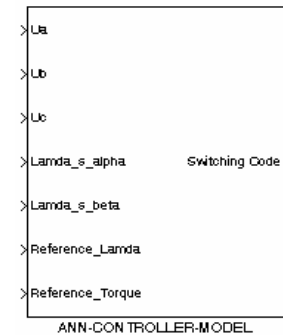 Ua
Ub
Uc
Lamda_s_alpha
Switching Code
Lamda_s_beta
Reference_Lamda
Reference_Torque
ANN-CONTROLLER-MODEL